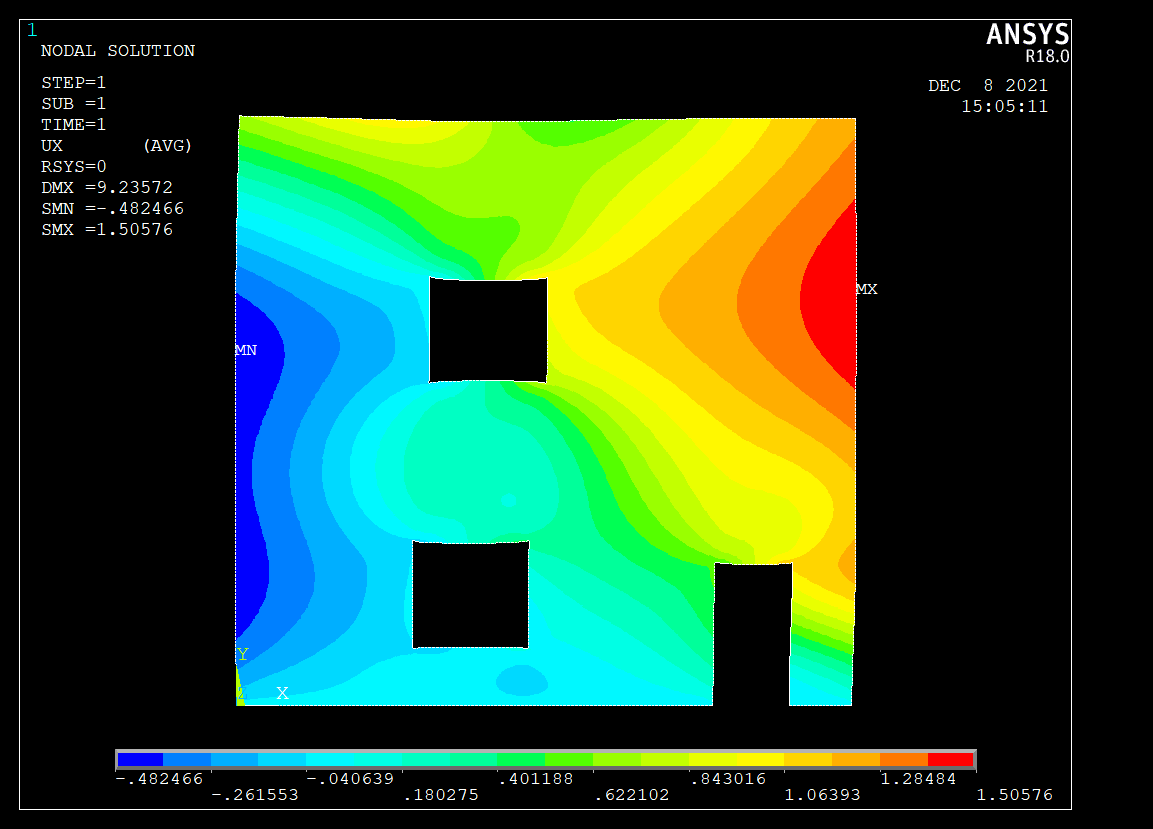 1
ANSYS
R18.0
NODAL SOLUTION
DEC 8 2021
15:05:11
STEP=1
SUB =1
TIME=1
UX (AVG)
RSYS=0
DMX =9.23572
SMN =-.482466
SMX =1.50576
MX
MN
Y
Z X
-.482466 -.040639 .401188 .843016 1.28484
-.261553 .180275 .622102 1.06393 1.50576